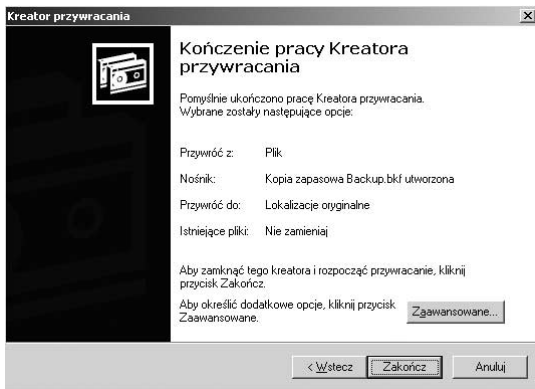 Kreator przywracania
Kończenie pracy Kreatora
przywracania
Pomyślnie ukończono pracę Kreatora przywracania.
Wybrane zostały następujące opcje:
Przywróć z: Plik
Nośnik: Kopia zapasowa Backup.bkf utworzona
Przywróć do: Lokalizacje oryginalne
Istniejące pliki: Nie zamieniaj
Aby zamknąć tego kreatora i rozpocząć przywracanie, kliknij
przycisk Zakończ.
Aby określić dodatkowe opcje, kliknij przycisk
Zaawansowane.
Zaawansowane...
< Wstecz Zakończ Anuluj